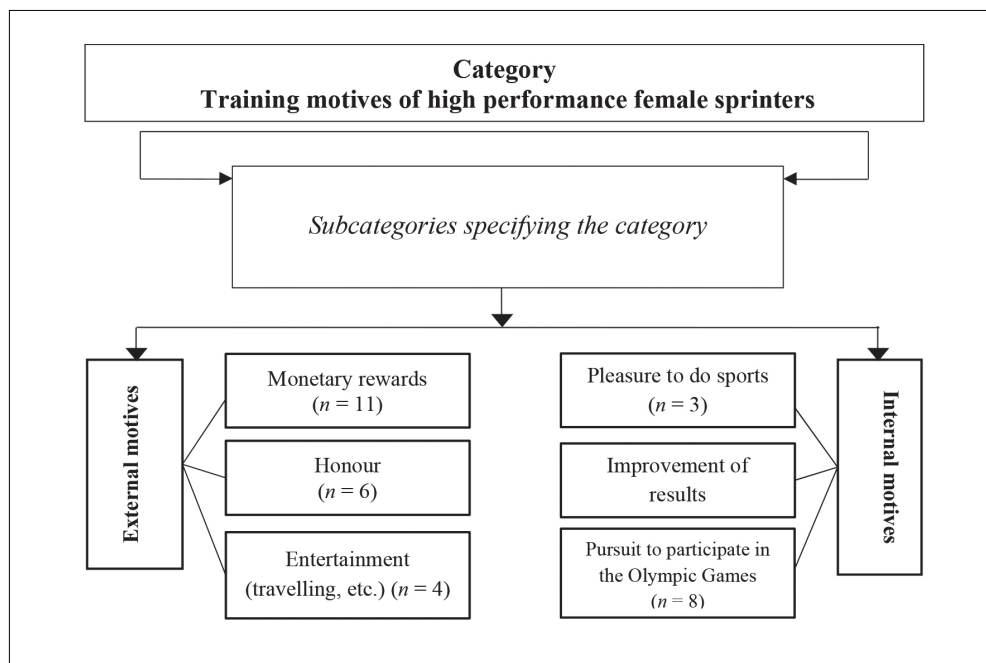 Category
Training motives of high performance female sprinters
Subcategories specifying the category
External motives
Monetary rewards
(n = 11)
Honour
(n = 6)
Entertainment
(travelling, etc.) (n = 4)
Pleasure to do sports
(n = 3)
Improvement of
results
Pursuit to participate in
the Olympic Games
(n = 8)
Internal motives